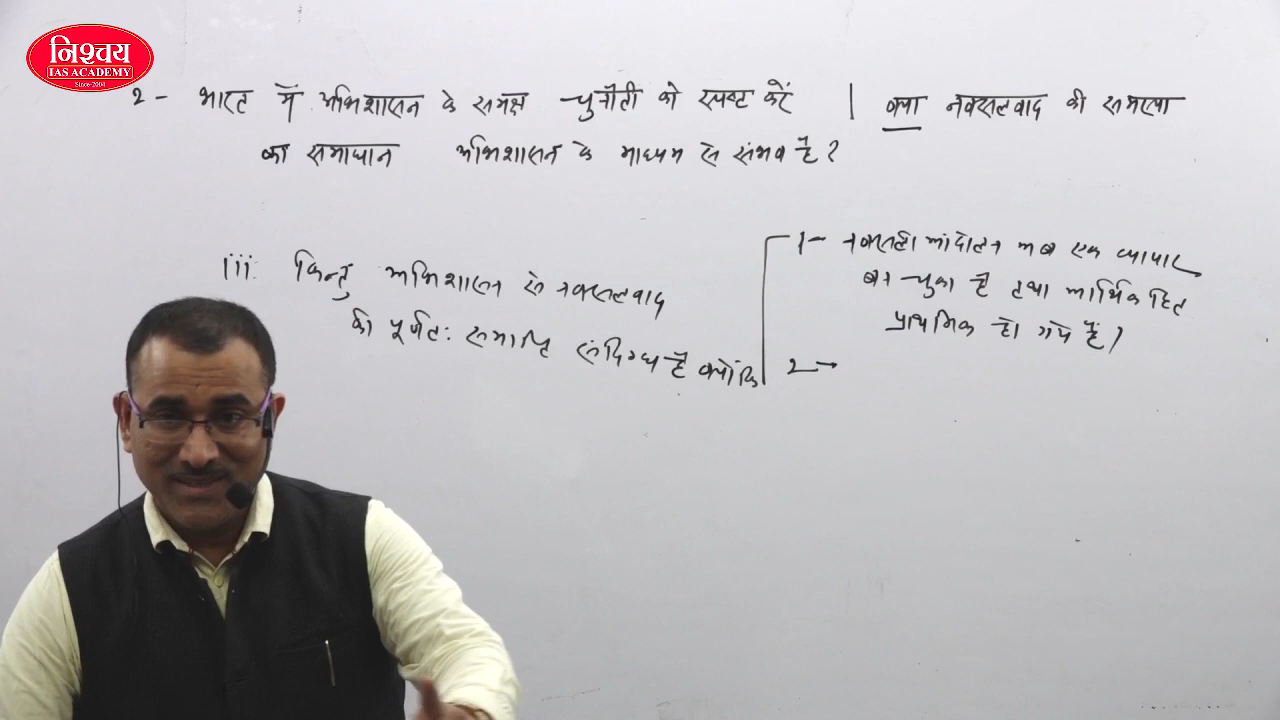 निश्चय
IAS ACADEMY
Since-2004
2- भारत में अभिशासन के समक्ष चुनौती को स्पष्ट करें । क्या नक्सलवाद की समस्या
का समाधान अभिशासन के माध्यम से संभव है ?
iii. किन्तु अभिशासन से नक्सलवाद
की पूर्णतः समाप्ति संदिग्ध है क्योंकि
1- नक्सली आंदोलन अब एक व्यापार
बन चुका है तथा आर्थिक हित
प्राथमिक हो गये हैं /
2-